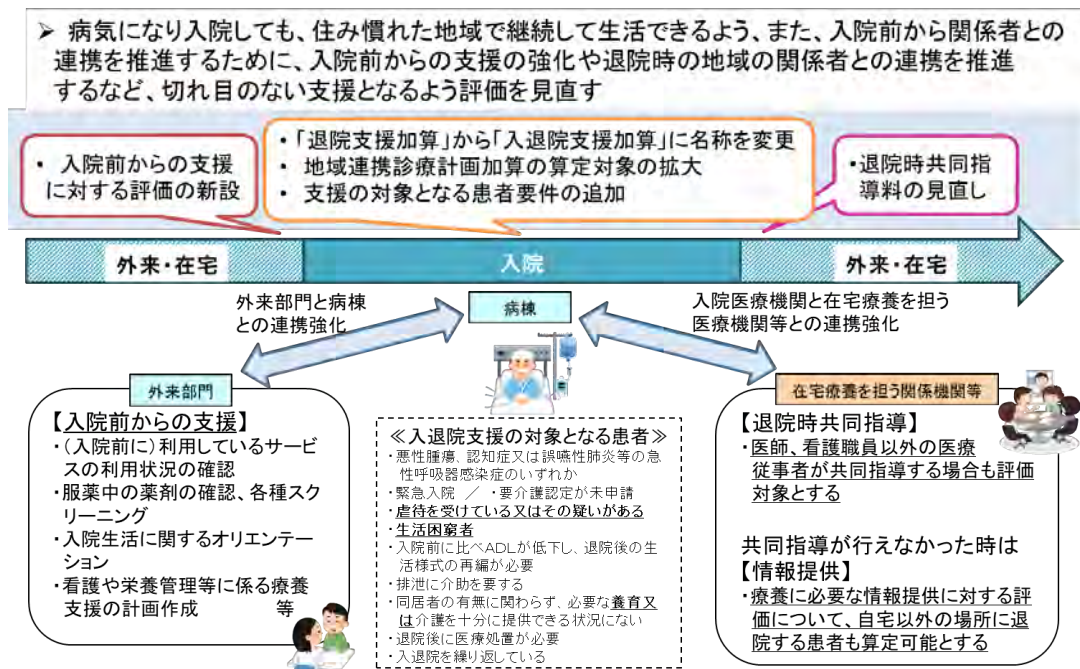 ➢ 病気になり入院しても、住み慣れた地域で継続して生活できるよう、また、入院前から関係者との
連携を推進するために、入院前からの支援の強化や退院時の地域の関係者との連携を推進
するなど、切れ目のない支援となるよう評価を見直す
・ 入院前からの支援
に対する評価の新設
・「退院支援加算」から「入退院支援加算」に名称を変更
・ 地域連携診療計画加算の算定対象の拡大
・ 支援の対象となる患者要件の追加
・退院時共同指
導料の見直し
外来・在宅
入院
外来・在宅
外来部門と病棟
との連携強化
病棟
入院医療機関と在宅療養を担う
医療機関等との連携強化
外来部門
【入院前からの支援】
・（入院前に）利用しているサービ
スの利用状況の確認
・服薬中の薬剤の確認、各種スク
リーニング
・入院生活に関するオリエンテー
ション
・看護や栄養管理等に係る療養
支援の計画作成　　　等
≪入退院支援の対象となる患者≫
・悪性腫瘍、認知症又は誤嚥性肺炎等の急
性呼吸器感染症のいずれか
・緊急入院 ／ ・要介護認定が未申請
・虐待を受けている又はその疑いがある
・生活困窮者
・入院前に比べADLが低下し、退院後の生
活様式の再編が必要
・排泄に介助を要する
・同居者の有無に関わらず、必要な養育又
は介護を十分に提供できる状況にない
・退院後に医療処置が必要
・入退院を繰り返している
在宅療養を担う関係機関等
【退院時共同指導】
・医師、看護職員以外の医療
従事者が共同指導する場合も評価
対象とする
共同指導が行えなかった時は
【情報提供】
・療養に必要な情報提供に対する評
価について、自宅以外の場所に退
院する患者も算定可能とする